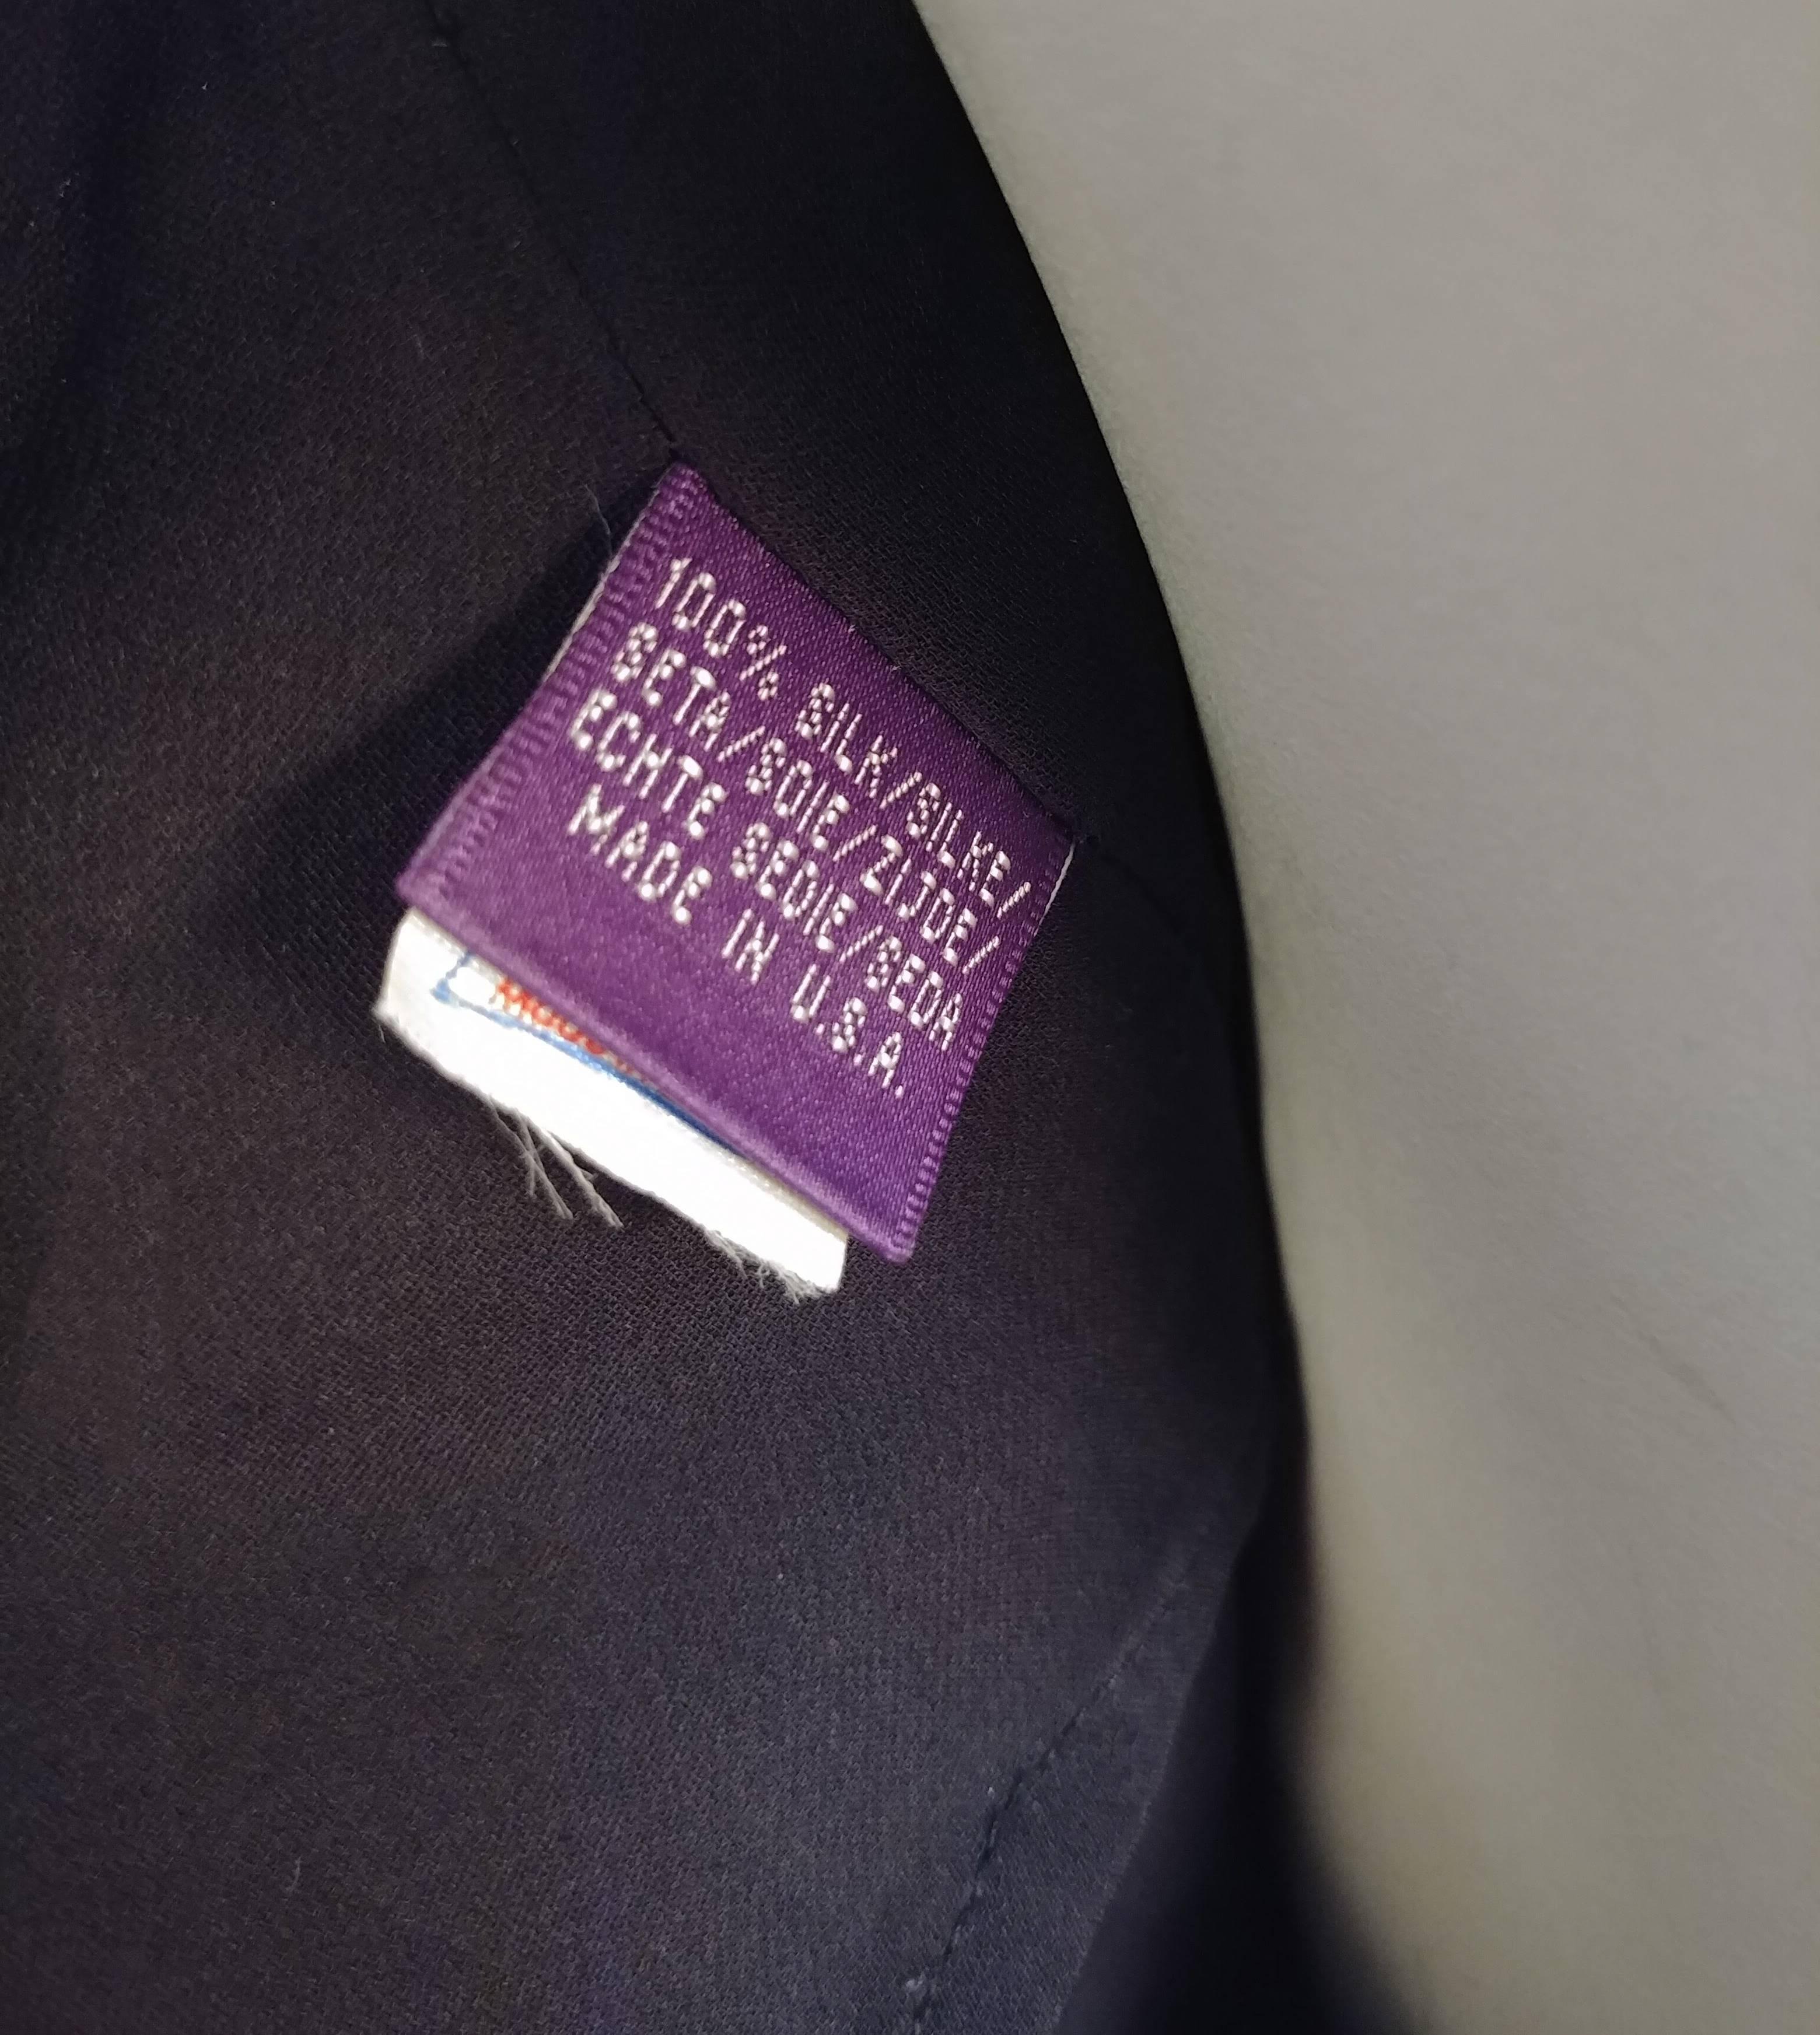 100% SILK/SILKE/
SETA/SOIE/ZIJDE/
ECHTE SEDIE/SEDA
MADE IN U.S.A.